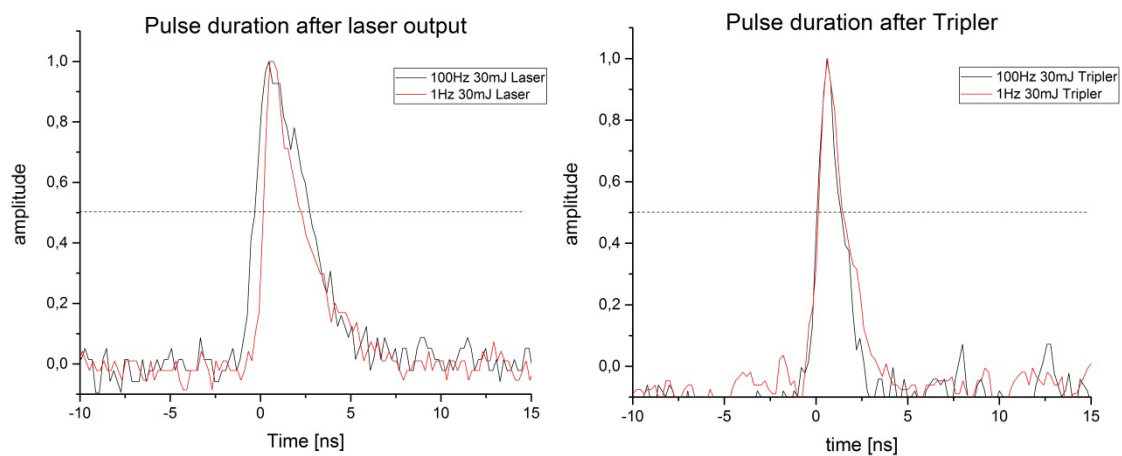 Pulse duration after laser output
1,0
0,8
0,6
0,4
0,2
0,0
amplitude
100Hz 30mJ Laser
1Hz 30mJ Laser
-10
-5
0
5
10
15
Time [ns]
Pulse duration after Tripler
1,0
0,8
0,6
0,4
0,2
0,0
amplitude
100Hz 30mJ Tripler
1Hz 30mJ Tripler
-10
-5
0
5
10
15
time [ns]